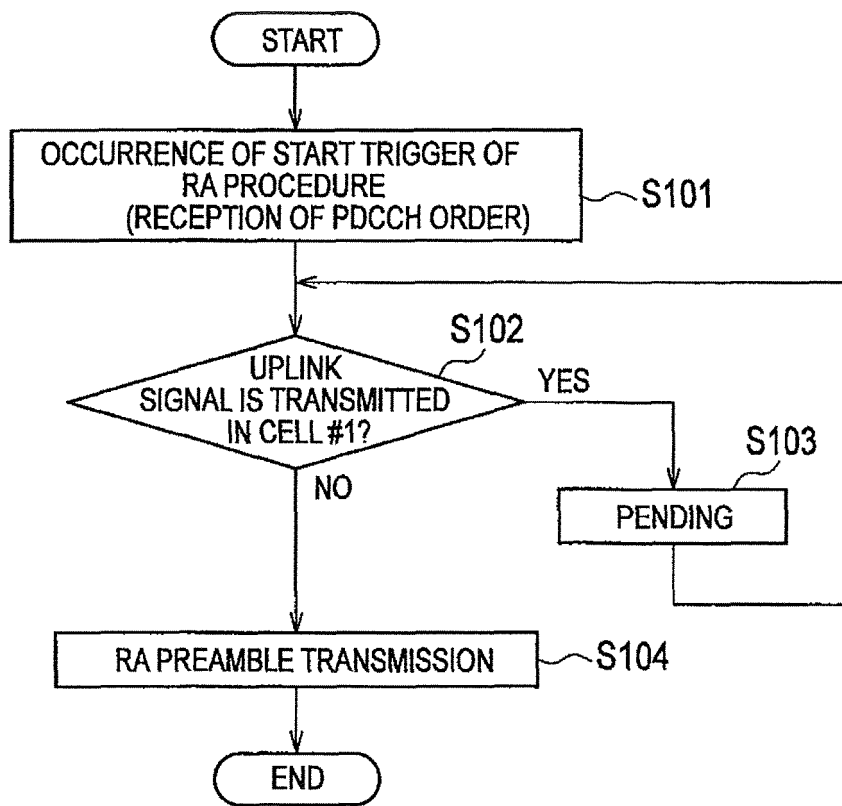 START
OCCURRENCE OF START TRIGGER OF
RA PROCEDURE
(RECEPTION OF PDCCH ORDER)
S101
S102
UPLINK
SIGNAL IS TRANSMITTED
IN CELL #1?
YES
S103
PENDING
NO
RA PREAMBLE TRANSMISSION
S104
END